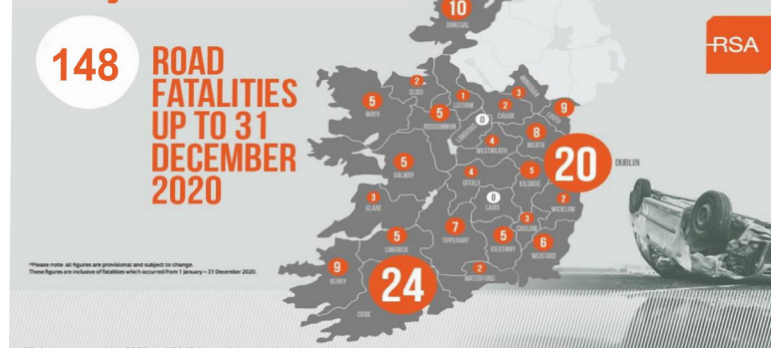 10
DONEGAL
RSA
148
ROAD
FATALITIES
UP TO 31
DECEMBER
2020
2
SLIGO
1
LEITRIM
3
MONAGHAN
5
MAYO
5
ROSCOMMON
0
LONGFORD
2
CAVAN
9
LOUTH
4
WESTMEATH
8
MEATH
20
DUBLIN
5
GALWAY
4
OFFALY
5
KILDARE
0
LAOIS
2
WICKLOW
3
CLARE
7
TIPPERARY
3
CARLOW
5
KILKENNY
6
WEXFORD
5
LIMERICK
2
WATERFORD
9
KERRY
24
CORK
*Please note: all figures are provisional and subject to change.
These figures are inclusive of fatalities which occurred from 1 January – 31 December 2020.